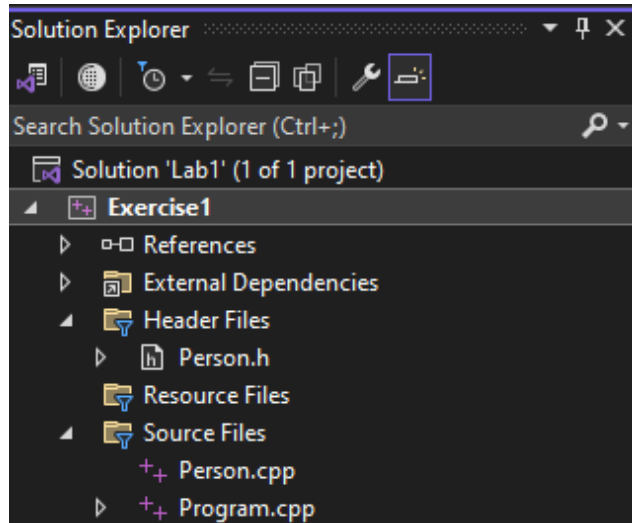 Solution Explorer
Search Solution Explorer (Ctrl+;)
Solution 'Lab1' (1 of 1 project)
Exercise1
References
External Dependencies
Header Files
Person.h
Resource Files
Source Files
Person.cpp
Program.cpp